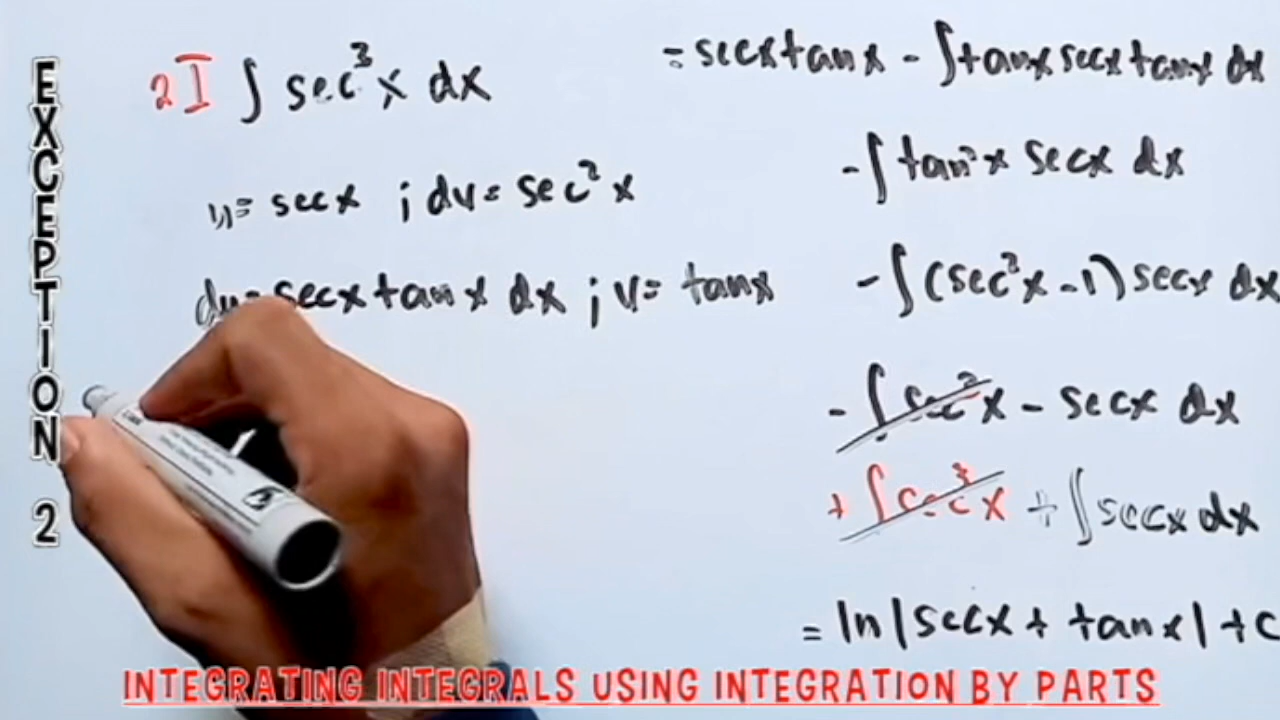 EXCEPTION 2
2I ∫ sec³x dx
u= secx ; dv= sec²x
du= secx tanx dx ; v= tanx
= secxtanx - ∫tanx secx tanx dx
- ∫ tan²x secx dx
- ∫(sec²x -1) secx dx
- ∫ sec³x - secx dx
+ ∫sec³x + ∫secx dx
= ln|secx + tanx| + C
INTEGRATING INTEGRALS USING INTEGRATION BY PARTS